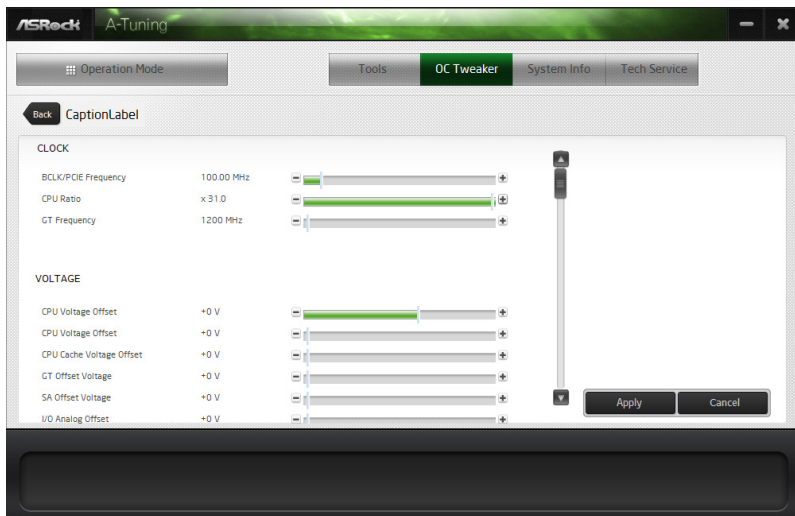 ASRock A-Tuning
Operation Mode Tools OC Tweaker System Info Tech Service
Back CaptionLabel
CLOCK
BCLK/PCIE Frequency 100.00 MHz
CPU Ratio x 31.0
GT Frequency 1200 MHz
VOLTAGE
CPU Voltage Offset +0 V
CPU Voltage Offset +0 V
CPU Cache Voltage Offset +0 V
GT Offset Voltage +0 V
SA Offset Voltage +0 V
I/O Analog Offset +0 V
Apply Cancel